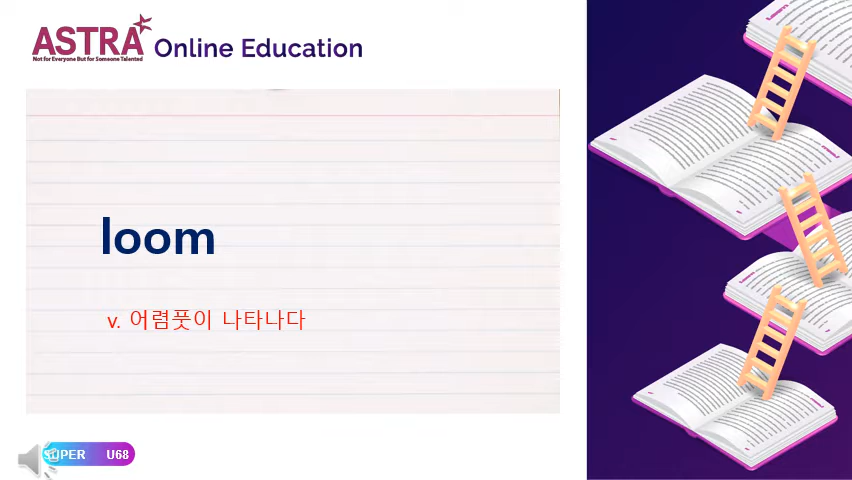 ASTRA Online Education
Not for Everyone But for Someone Talented
loom
v. 어렴풋이 나타나다
SUPER U68